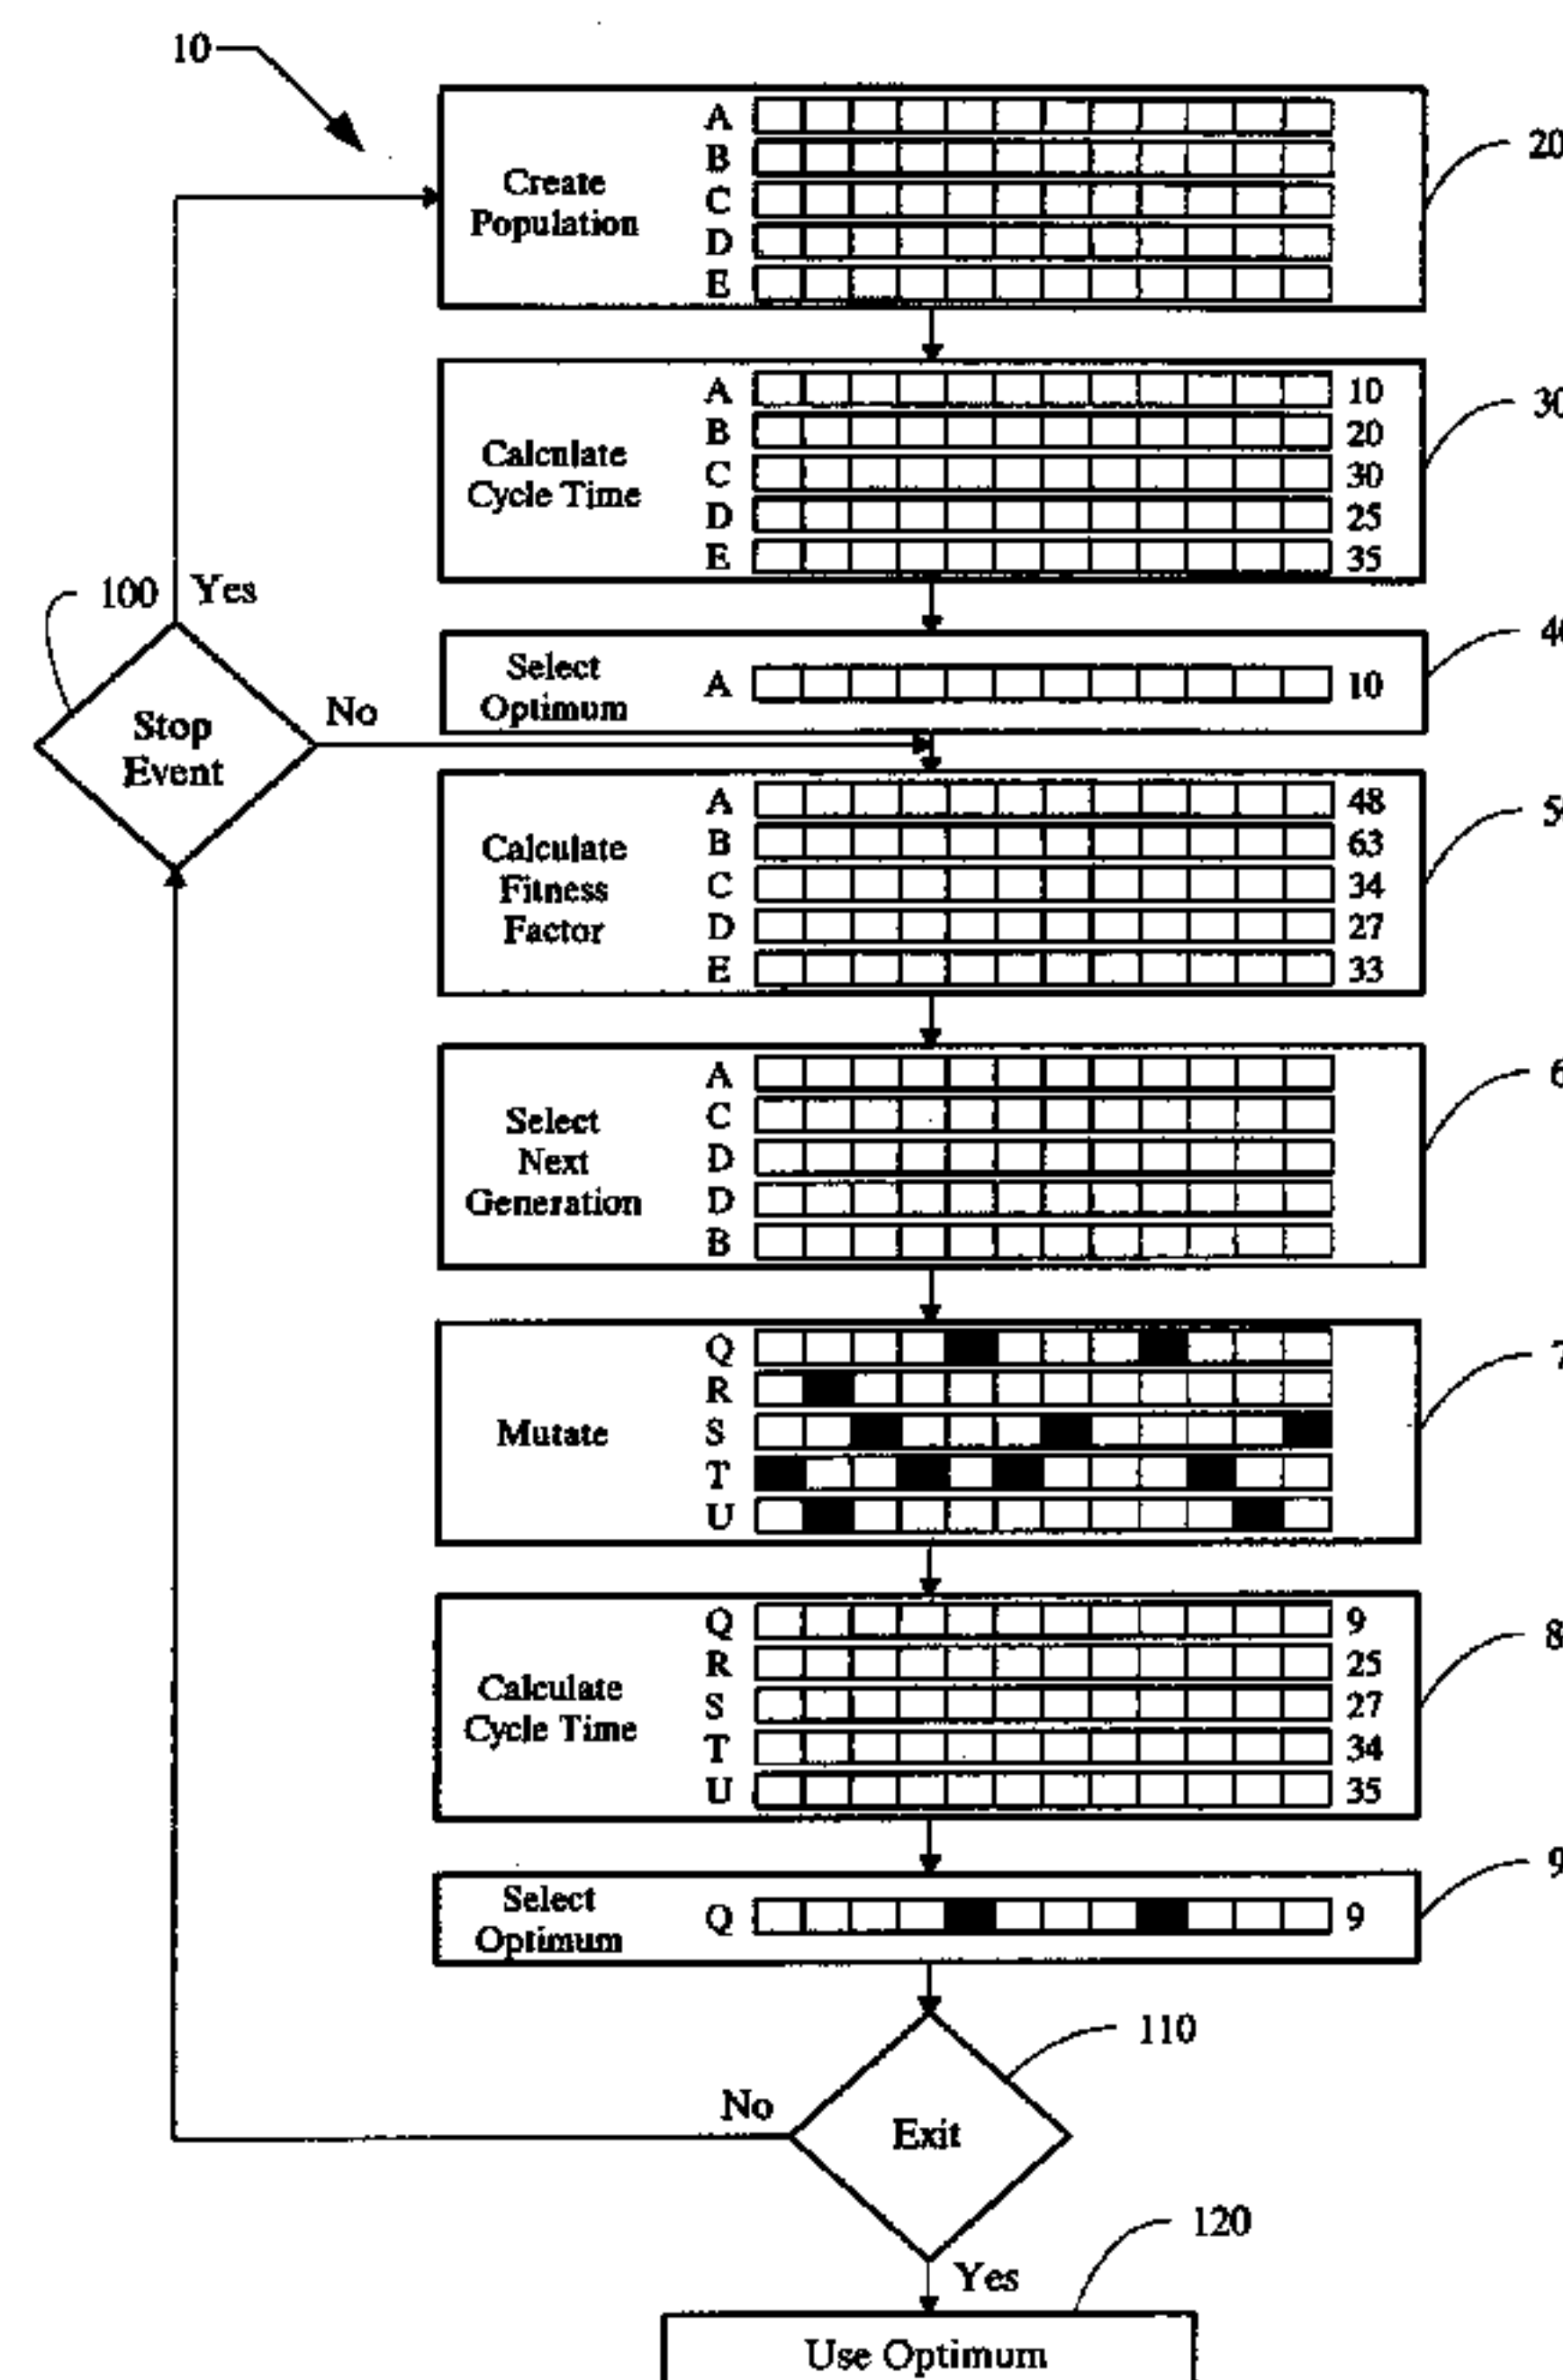 10
Create
Population
A
B
C
D
E
20
Calculate
Cycle Time
A 10
B 20
C 30
D 25
E 35
30
100
Yes
Stop
Event
No
Select
Optimum
A 10
Calculate
Fitness
Factor
A 48
B 63
C 34
D 27
E 33
Select
Next
Generation
A
C
D
D
B
Mutate
Q
R
S
T
U
Calculate
Cycle Time
Q 9
R 25
S 27
T 34
U 35
Select
Optimum
Q 9
110
No
Exit
Yes
120
Use Optimum